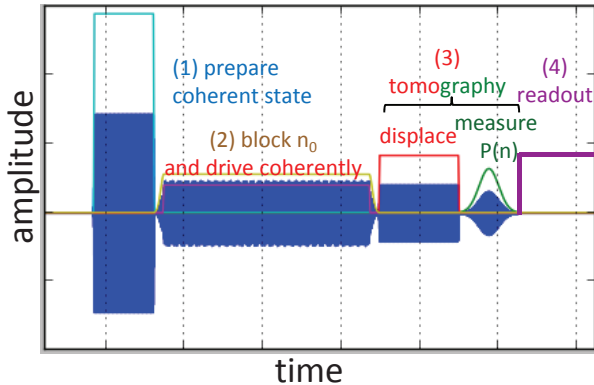 (1) prepare
coherent state
(2) block n₀
and drive coherently
(3)
tomography
displace
measure
P(n)
(4)
readout
amplitude
time